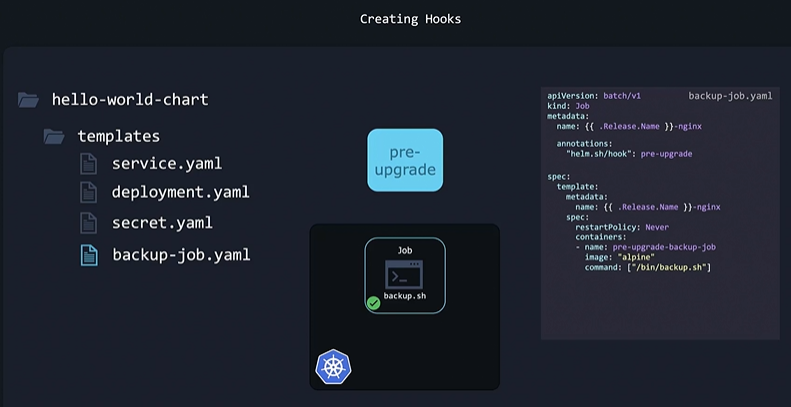 Creating Hooks
hello-world-chart
templates
service.yaml
deployment.yaml
secret.yaml
backup-job.yaml
pre-
upgrade
Job
backup.sh
backup-job.yaml
apiVersion: batch/v1
kind: Job
metadata:
  name: {{ .Release.Name }}-nginx
  annotations:
    "helm.sh/hook": pre-upgrade
spec:
  template:
    metadata:
      name: {{ .Release.Name }}-nginx
    spec:
      restartPolicy: Never
      containers:
      - name: pre-upgrade-backup-job
        image: "alpine"
        command: ["/bin/backup.sh"]